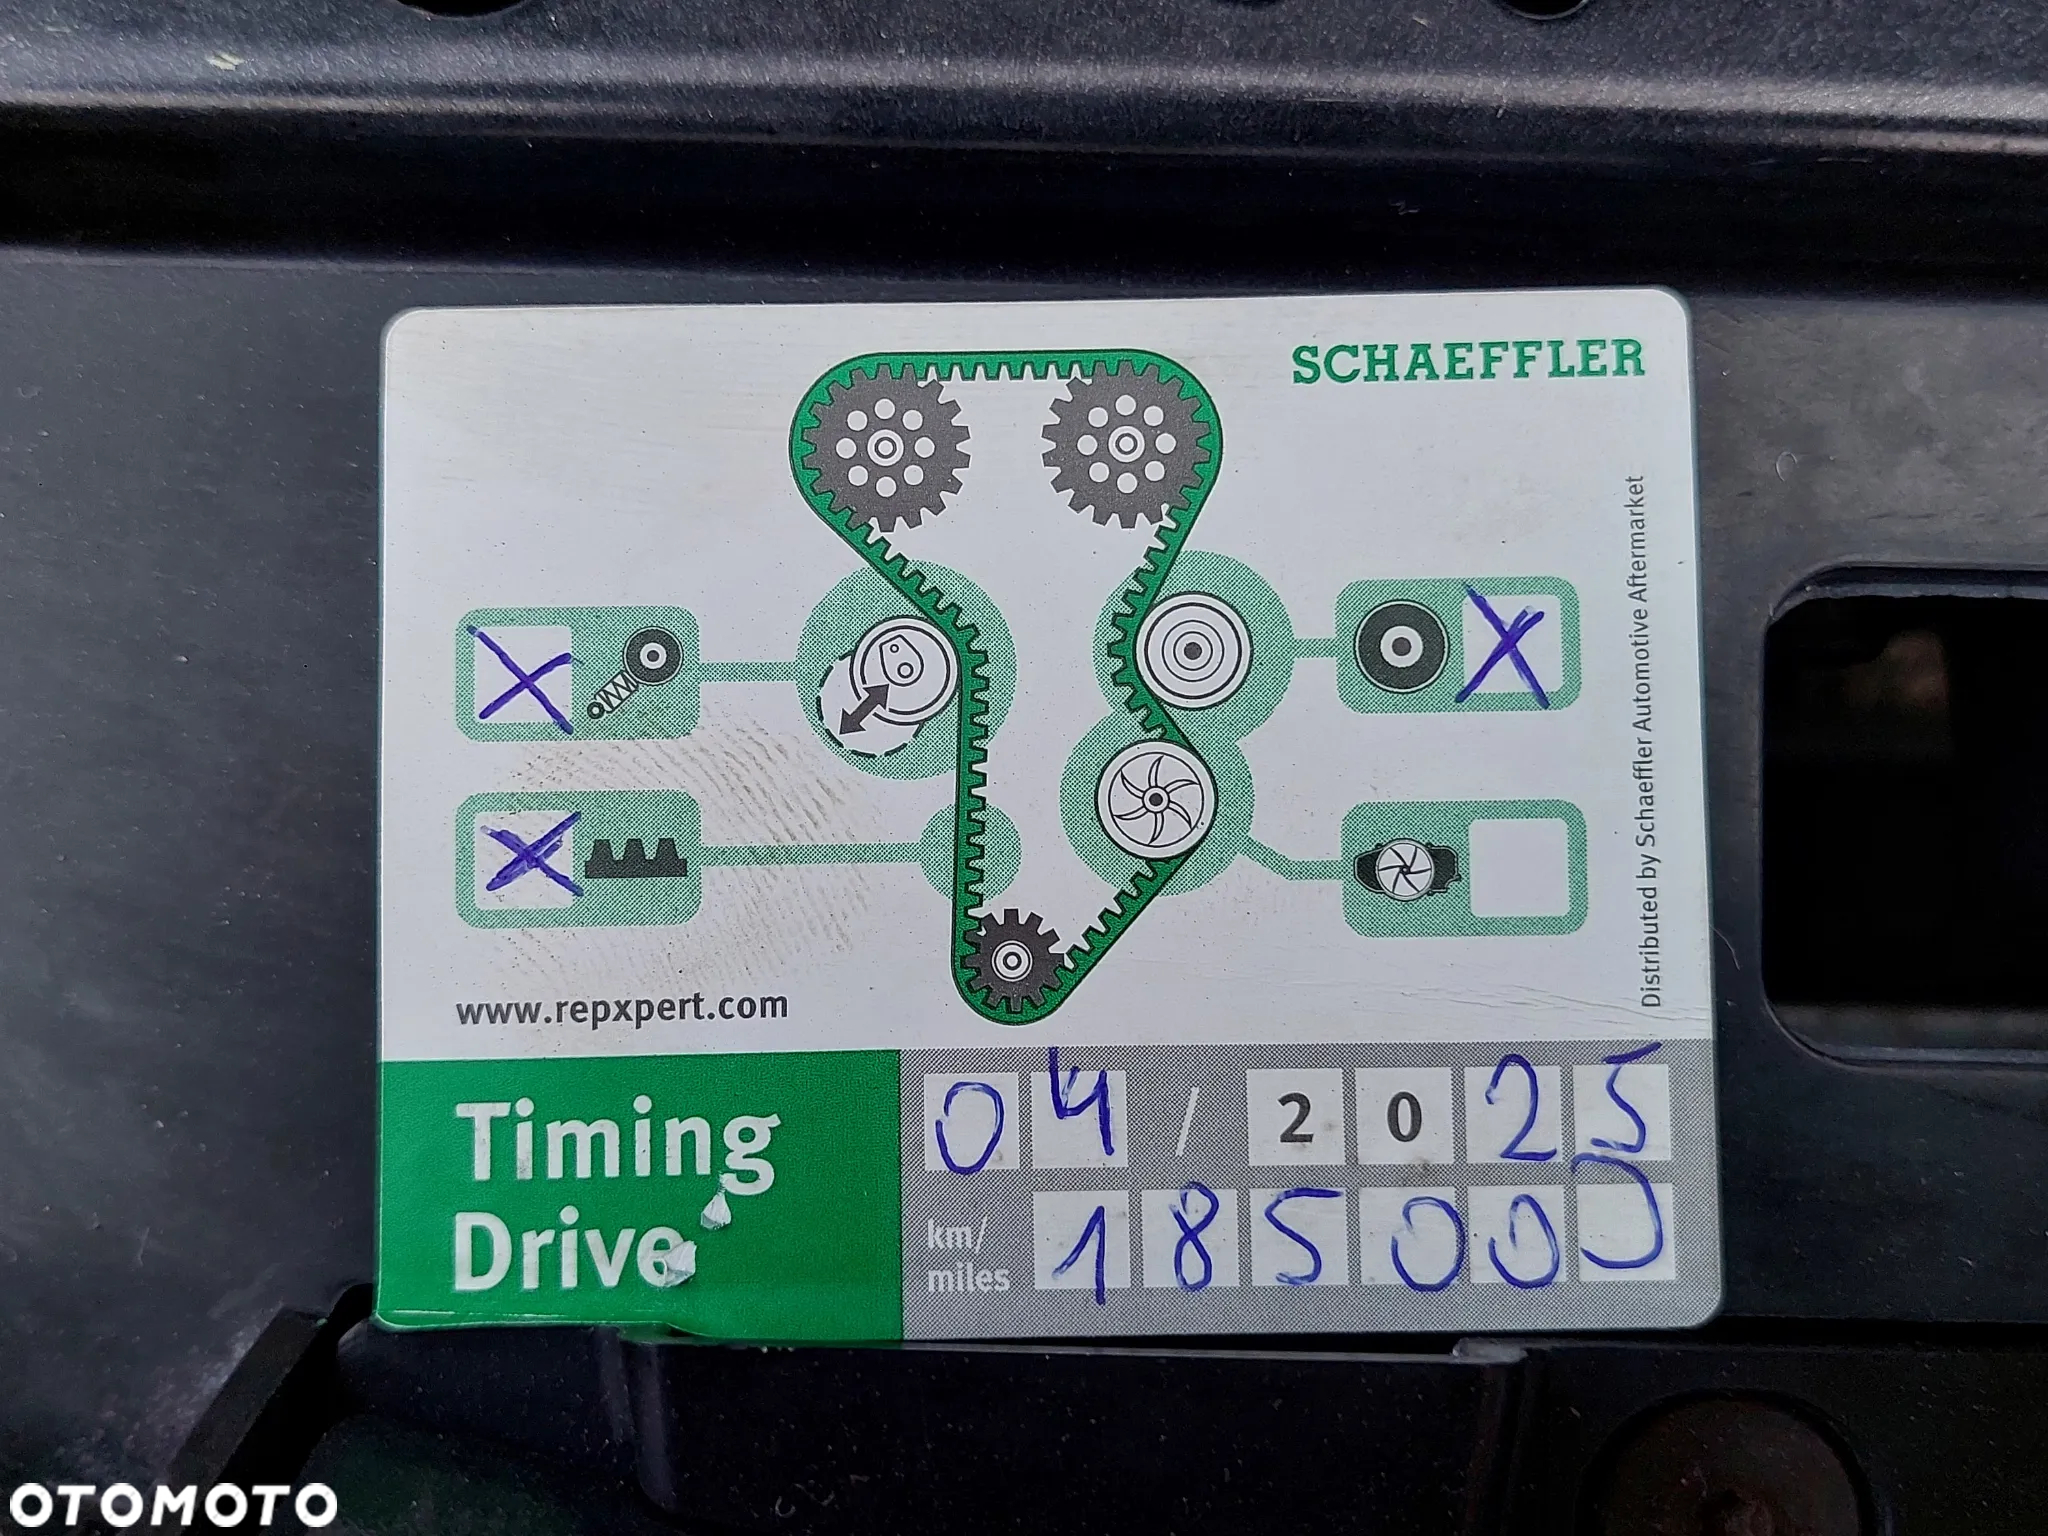 SCHAEFFLER
Distributed by Schaeffler Automotive Aftermarket
X
X
X
www.repxpert.com
Timing
Drive
04 / 2025
km/
miles
185000
OTOMOTO